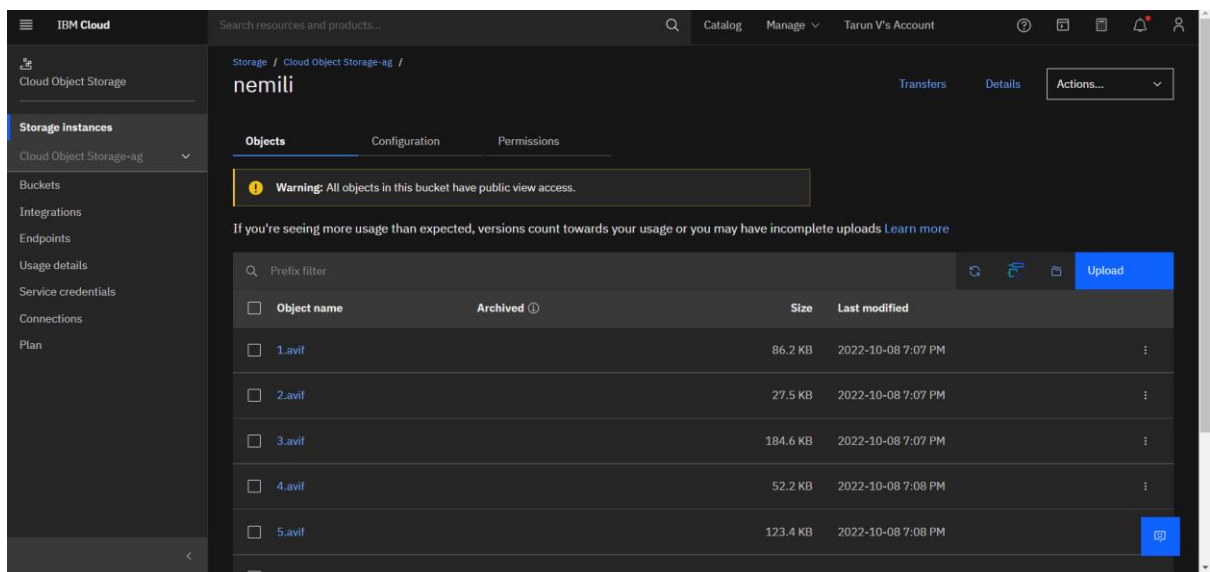 IBM Cloud
Search resources and products...
Catalog
Manage
Tarun V's Account
Cloud Object Storage
Storage instances
Cloud Object Storage-ag
Buckets
Integrations
Endpoints
Usage details
Service credentials
Connections
Plan
Storage / Cloud Object Storage-ag /
nemili
Transfers
Details
Actions...
Objects
Configuration
Permissions
Warning: All objects in this bucket have public view access.
If you're seeing more usage than expected, versions count towards your usage or you may have incomplete uploads Learn more
Prefix filter
Upload
Object name Archived Size Last modified
1.avif 86.2 KB 2022-10-08 7:07 PM
2.avif 27.5 KB 2022-10-08 7:07 PM
3.avif 184.6 KB 2022-10-08 7:07 PM
4.avif 52.2 KB 2022-10-08 7:08 PM
5.avif 123.4 KB 2022-10-08 7:08 PM